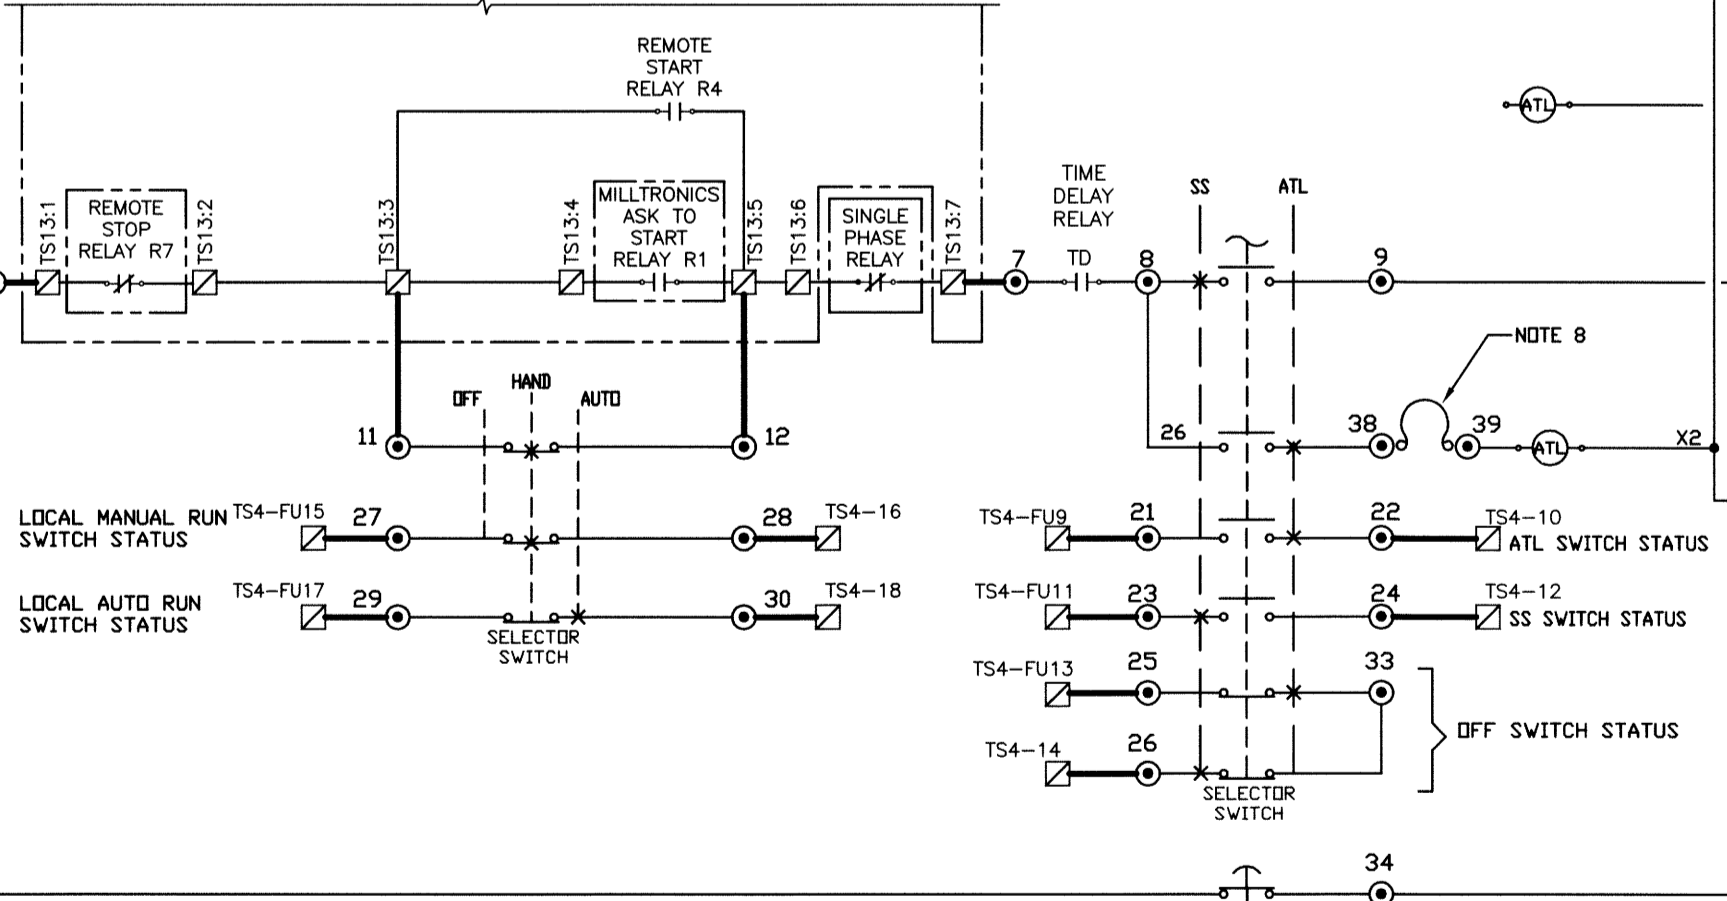 REMOTE
START
RELAY R4
ATL
TIME
DELAY
RELAY
SS
ATL
TS13:1
REMOTE
STOP
RELAY R7
TS13:2
TS13:3
TS13:4
MILLTRONICS
ASK TO
START
RELAY R1
TS13:5
TS13:6
SINGLE
PHASE
RELAY
TS13:7
7
TD
8
9
NOTE 8
OFF
HAND
AUTO
11
12
26
38
39
ATL
X2
LOCAL MANUAL RUN
SWITCH STATUS
TS4-FU15
27
28
TS4-16
TS4-FU9
21
22
TS4-10
ATL SWITCH STATUS
LOCAL AUTO RUN
SWITCH STATUS
TS4-FU17
29
30
TS4-18
SELECTOR
SWITCH
TS4-FU11
23
24
TS4-12
SS SWITCH STATUS
TS4-FU13
25
33
OFF SWITCH STATUS
TS4-14
26
SELECTOR
SWITCH
34